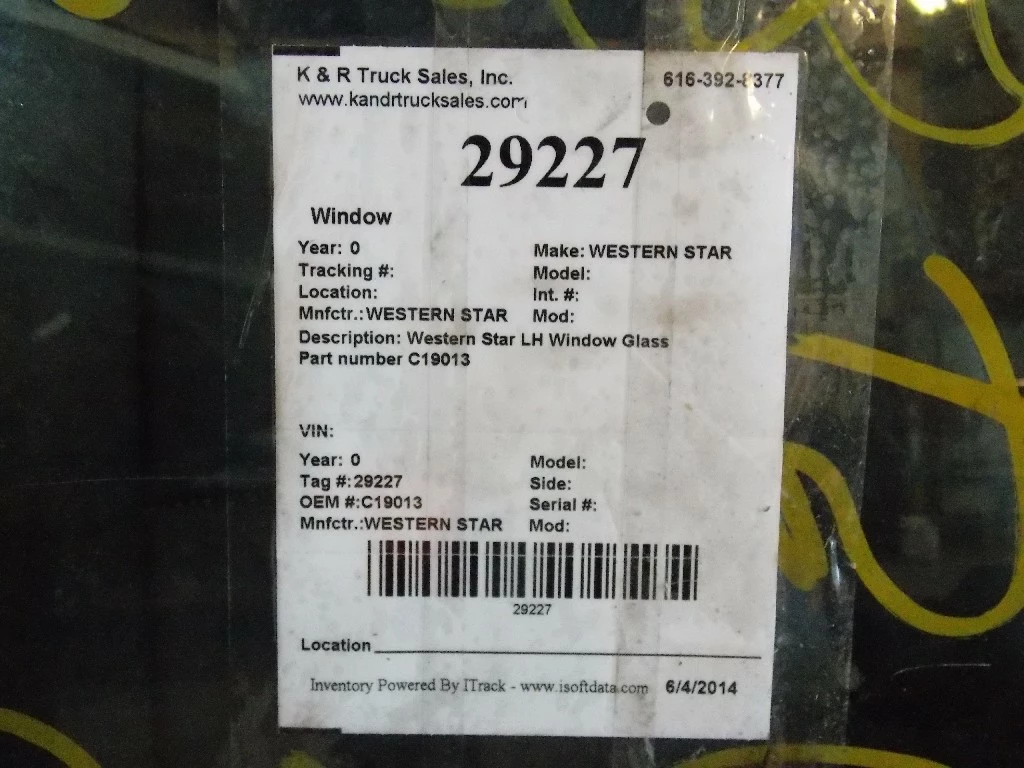 K & R Truck Sales, Inc. 616-392-8377
www.kandrtrucksales.com
29227
Window
Year: 0 Make: WESTERN STAR
Tracking #: Model:
Location: Int. #:
Mnfctr.:WESTERN STAR Mod:
Description: Western Star LH Window Glass
Part number C19013
VIN:
Year: 0 Model:
Tag #:29227 Side:
OEM #:C19013 Serial #:
Mnfctr.:WESTERN STAR Mod:
29227
Location
Inventory Powered By ITrack - www.isoftdata.com 6/4/2014